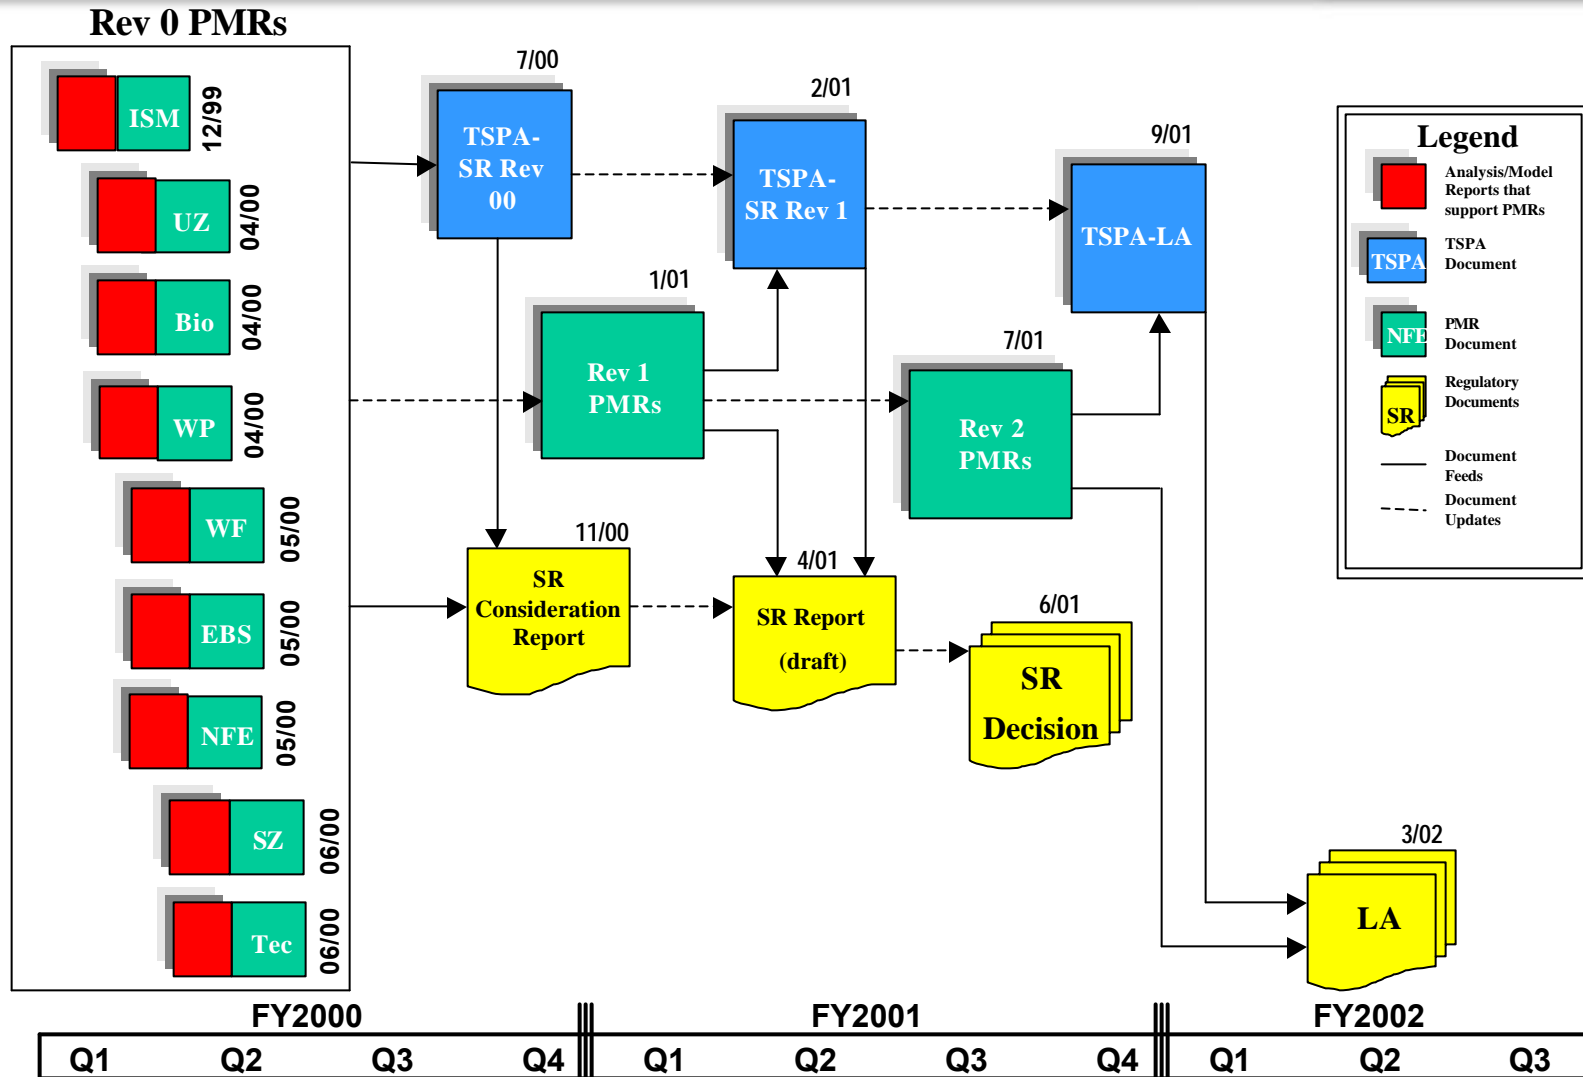 Rev 0 PMRs
ISM
12/99
UZ
04/00
Bio
04/00
WP
04/00
WF
05/00
EBS
05/00
NFE
05/00
SZ
06/00
Tec
06/00
7/00
TSPA-
SR Rev
00
2/01
TSPA-
SR Rev 1
9/01
TSPA-LA
1/01
Rev 1
PMRs
7/01
Rev 2
PMRs
11/00
SR
Consideration
Report
4/01
SR Report
(draft)
6/01
SR
Decision
3/02
LA
Legend
Analysis/Model
Reports that
support PMRs
TSPA
TSPA
Document
NFE
PMR
Document
SR
Regulatory
Documents
Document
Feeds
Document
Updates
FY2000
FY2001
FY2002
Q1 Q2 Q3 Q4 Q1 Q2 Q3 Q4 Q1 Q2 Q3